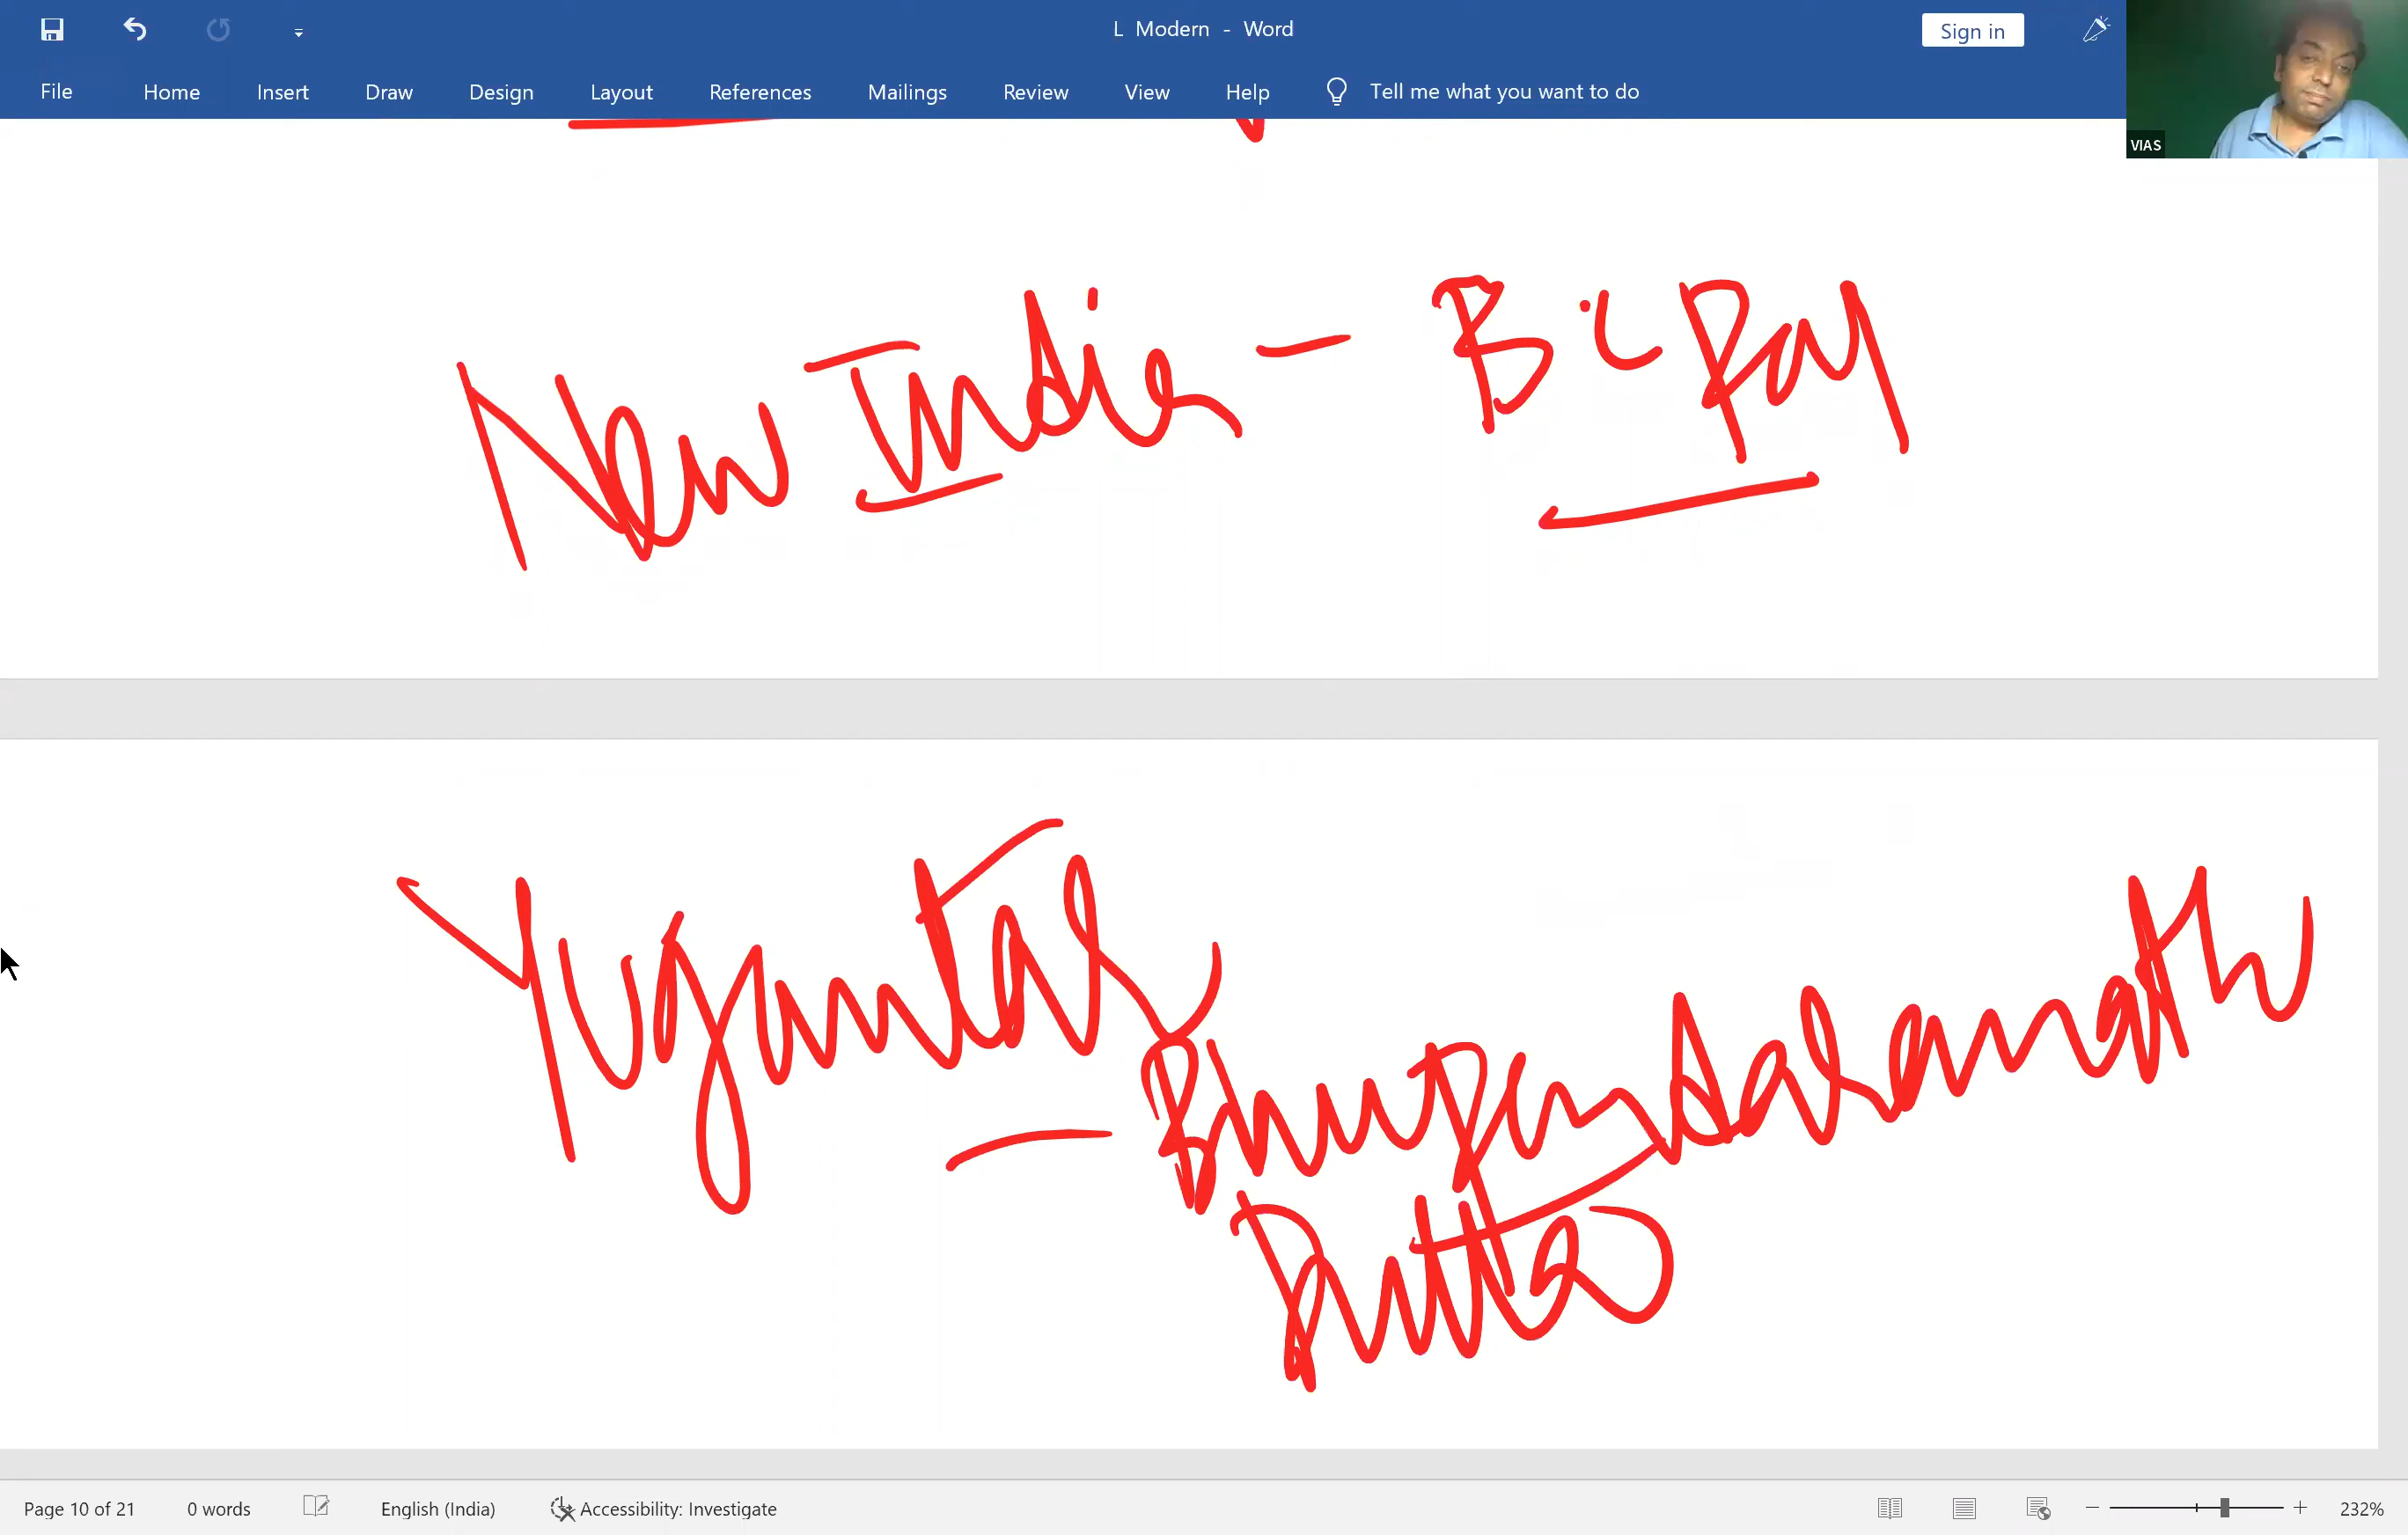 L Modern - Word
Sign in
File Home Insert Draw Design Layout References Mailings Review View Help Tell me what you want to do
VIAS
New India - B.C Pal
Yugantar
- Bhupendranath
Dutta
Page 10 of 21 0 words English (India) Accessibility: Investigate 232%